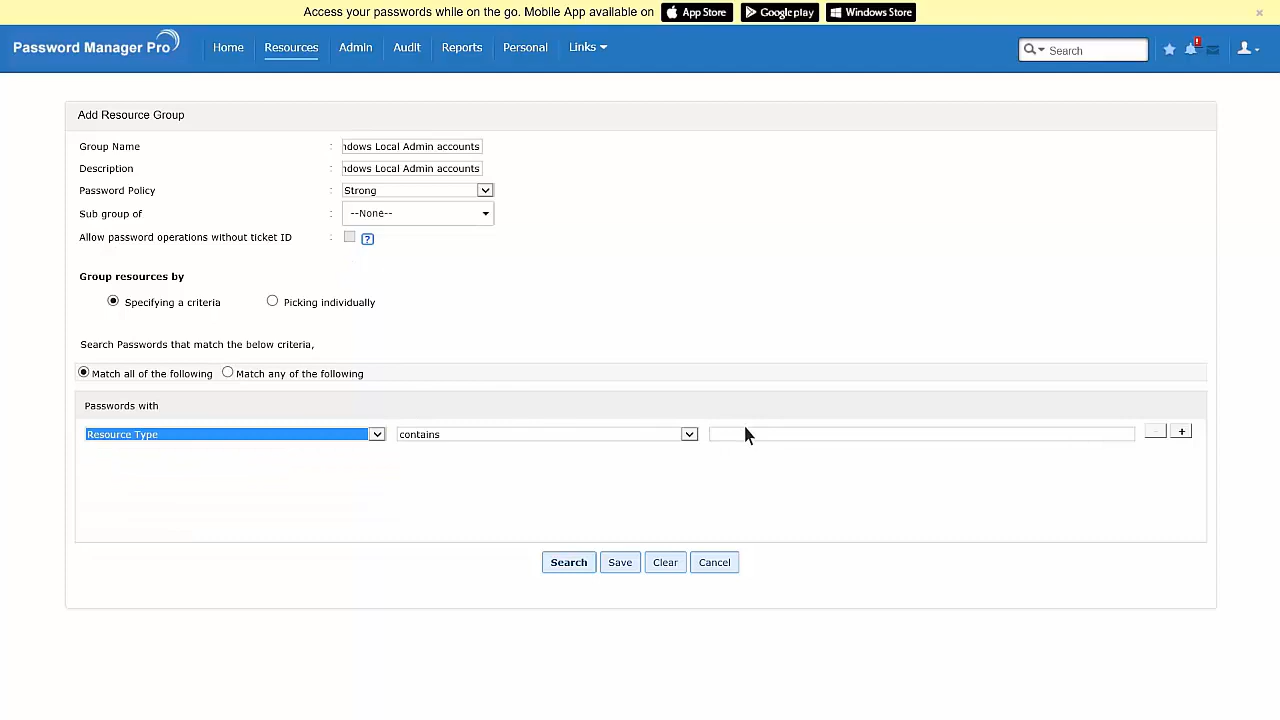 Access your passwords while on the go. Mobile App available on App Store Google play Windows Store ×
Password Manager Pro Home Resources Admin Audit Reports Personal Links Search
Add Resource Group
Group Name : ndows Local Admin accounts
Description : ndows Local Admin accounts
Password Policy : Strong
Sub group of : --None--
Allow password operations without ticket ID : ?
Group resources by
Specifying a criteria Picking individually
Search Passwords that match the below criteria,
Match all of the following Match any of the following
Passwords with
Resource Type contains - +
Search Save Clear Cancel